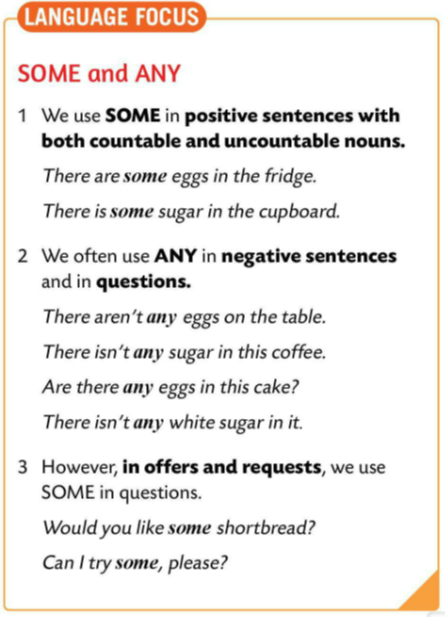 LANGUAGE FOCUS
SOME and ANY
1 We use SOME in positive sentences with
both countable and uncountable nouns.
There are some eggs in the fridge.
There is some sugar in the cupboard.
2 We often use ANY in negative sentences
and in questions.
There aren't any eggs on the table.
There isn't any sugar in this coffee.
Are there any eggs in this cake?
There isn't any white sugar in it.
3 However, in offers and requests, we use
SOME in questions.
Would you like some shortbread?
Can I try some, please?